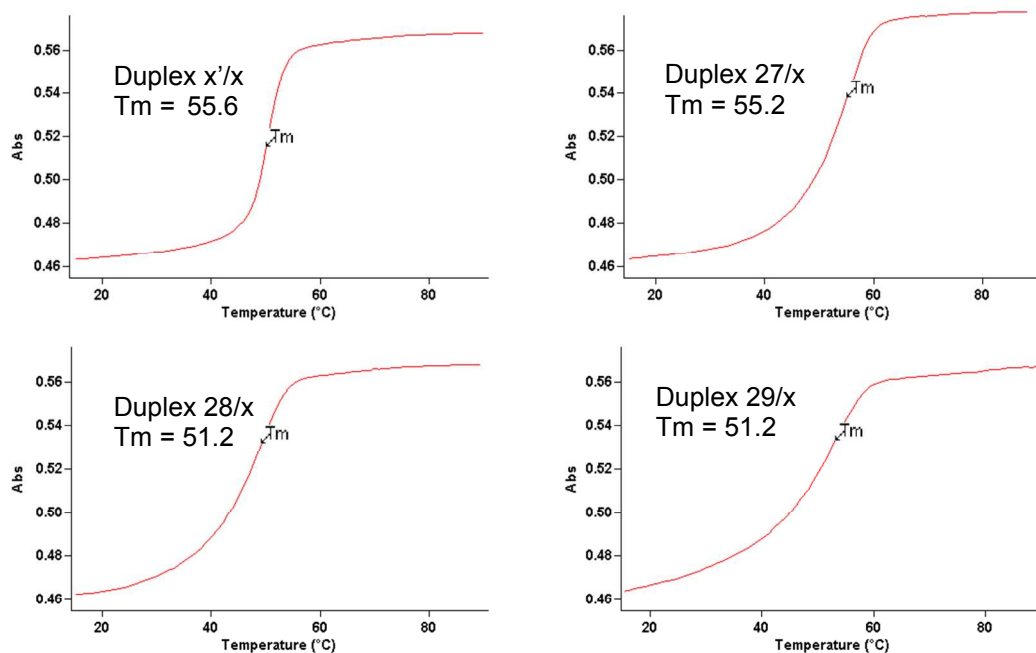 0.56
0.54
0.52
0.50
0.48
0.46
Abs
Duplex x’/x
Tm = 55.6
Tm
20 40 60 80
Temperature (°C)
0.56
0.54
0.52
0.50
0.48
0.46
Abs
Duplex 27/x
Tm = 55.2
Tm
20 40 60 80
Temperature (°C)
0.56
0.54
0.52
0.50
0.48
0.46
Abs
Duplex 28/x
Tm = 51.2
Tm
20 40 60 80
Temperature (°C)
0.56
0.54
0.52
0.50
0.48
0.46
Abs
Duplex 29/x
Tm = 51.2
Tm
20 40 60 80
Temperature (°C)